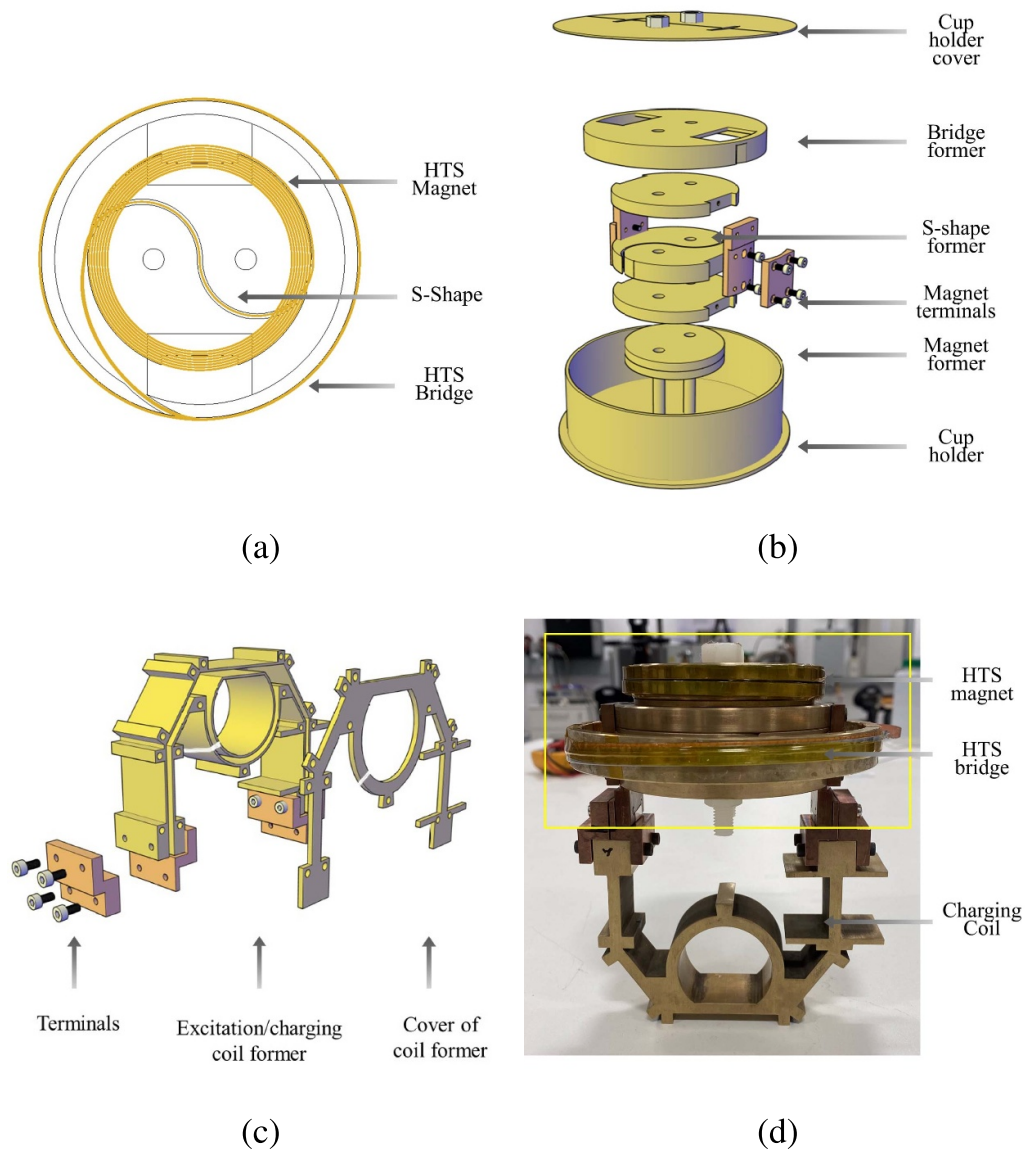 HTS
Magnet
S-Shape
HTS
Bridge
(a)
Cup
holder
cover
Bridge
former
S-shape
former
Magnet
terminals
Magnet
former
Cup
holder
(b)
Terminals
Excitation/charging
coil former
Cover of
coil former
(c)
HTS
magnet
HTS
bridge
Charging
Coil
(d)